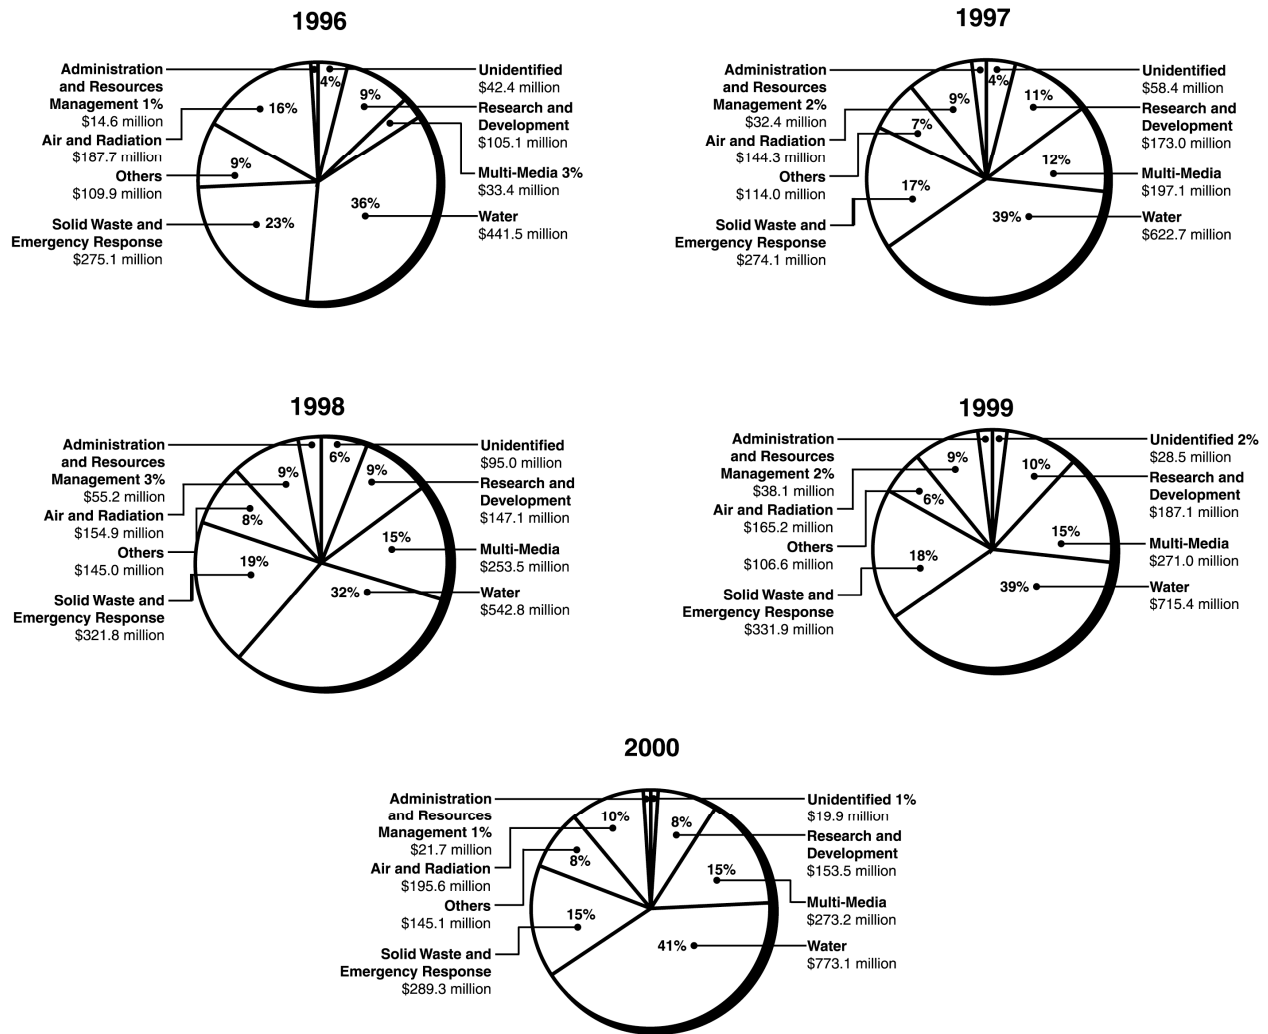 1996
Administration
and Resources
Management 1%
$14.6 million
Air and Radiation
$187.7 million
Others
$109.9 million
Solid Waste and
Emergency Response
$275.1 million
16%
9%
23%
4%
9%
36%
Unidentified
$42.4 million
Research and
Development
$105.1 million
Multi-Media 3%
$33.4 million
Water
$441.5 million
1997
Administration
and Resources
Management 2%
$32.4 million
Air and Radiation
$144.3 million
Others
$114.0 million
Solid Waste and
Emergency Response
$274.1 million
9%
7%
17%
4%
11%
12%
39%
Unidentified
$58.4 million
Research and
Development
$173.0 million
Multi-Media
$197.1 million
Water
$622.7 million
1998
Administration
and Resources
Management 3%
$55.2 million
Air and Radiation
$154.9 million
Others
$145.0 million
Solid Waste and
Emergency Response
$321.8 million
9%
8%
19%
6%
9%
15%
32%
Unidentified
$95.0 million
Research and
Development
$147.1 million
Multi-Media
$253.5 million
Water
$542.8 million
1999
Administration
and Resources
Management 2%
$38.1 million
Air and Radiation
$165.2 million
Others
$106.6 million
Solid Waste and
Emergency Response
$331.9 million
9%
6%
18%
10%
15%
39%
Unidentified 2%
$28.5 million
Research and
Development
$187.1 million
Multi-Media
$271.0 million
Water
$715.4 million
2000
Administration
and Resources
Management 1%
$21.7 million
Air and Radiation
$195.6 million
Others
$145.1 million
Solid Waste and
Emergency Response
$289.3 million
10%
8%
15%
8%
15%
41%
Unidentified 1%
$19.9 million
Research and
Development
$153.5 million
Multi-Media
$273.2 million
Water
$773.1 million